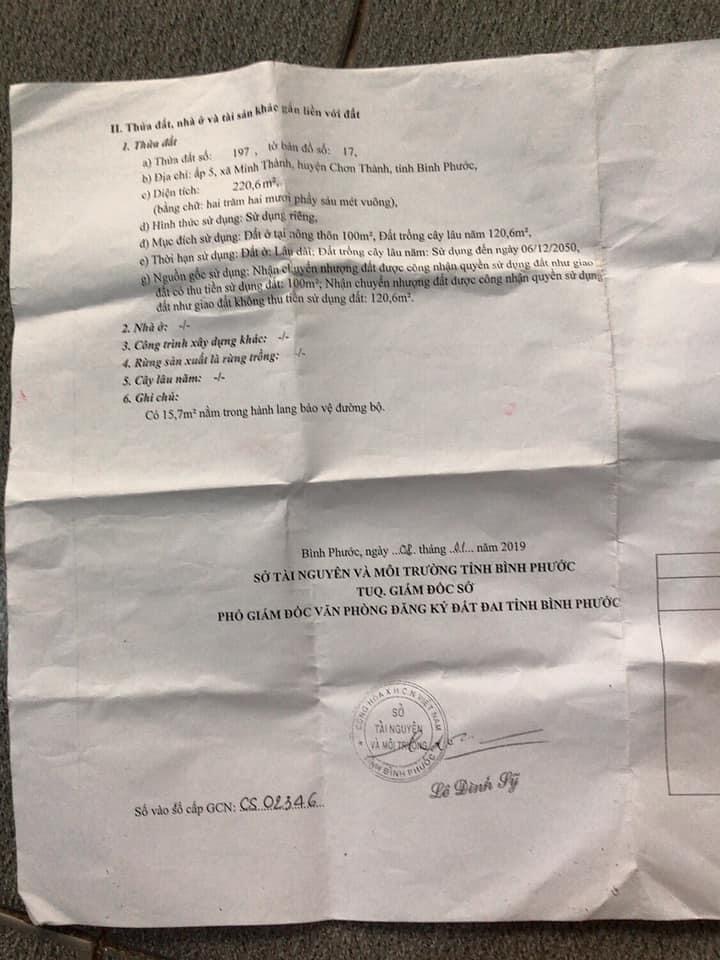 II. Thửa đất, nhà ở và tài sản khác gắn liền với đất
1. Thửa đất
a) Thửa đất số: 197 , tờ bản đồ số: 17,
b) Địa chỉ: ấp 5, xã Minh Thành, huyện Chơn Thành, tỉnh Bình Phước,
c) Diện tích: 220,6 m²,
(bằng chữ: hai trăm hai mươi phẩy sáu mét vuông),
d) Hình thức sử dụng: Sử dụng riêng,
đ) Mục đích sử dụng: Đất ở tại nông thôn 100m²; Đất trồng cây lâu năm 120,6m²,
e) Thời hạn sử dụng: Đất ở: Lâu dài; Đất trồng cây lâu năm: Sử dụng đến ngày 06/12/2050,
g) Nguồn gốc sử dụng: Nhận chuyển nhượng đất được công nhận quyền sử dụng đất như giao
đất có thu tiền sử dụng đất: 100m²; Nhận chuyển nhượng đất được công nhận quyền sử dụng
đất như giao đất không thu tiền sử dụng đất: 120,6m².
2. Nhà ở: -/-
3. Công trình xây dựng khác: -/-
4. Rừng sản xuất là rừng trồng: -/-
5. Cây lâu năm: -/-
6. Ghi chú:
Có 15,7m² nằm trong hành lang bảo vệ đường bộ.
Bình Phước, ngày ...02. tháng ..01... năm 2019
SỞ TÀI NGUYÊN VÀ MÔI TRƯỜNG TỈNH BÌNH PHƯỚC
TUQ. GIÁM ĐỐC SỞ
PHÓ GIÁM ĐỐC VĂN PHÒNG ĐĂNG KÝ ĐẤT ĐAI TỈNH BÌNH PHƯỚC
CỘNG HÒA X.H.C.N VIỆT NAM
SỞ
TÀI NGUYÊN
VÀ MÔI TRƯỜNG
TỈNH BÌNH PHƯỚC
Lê Đình Sỹ
Số vào sổ cấp GCN: CS 02346...